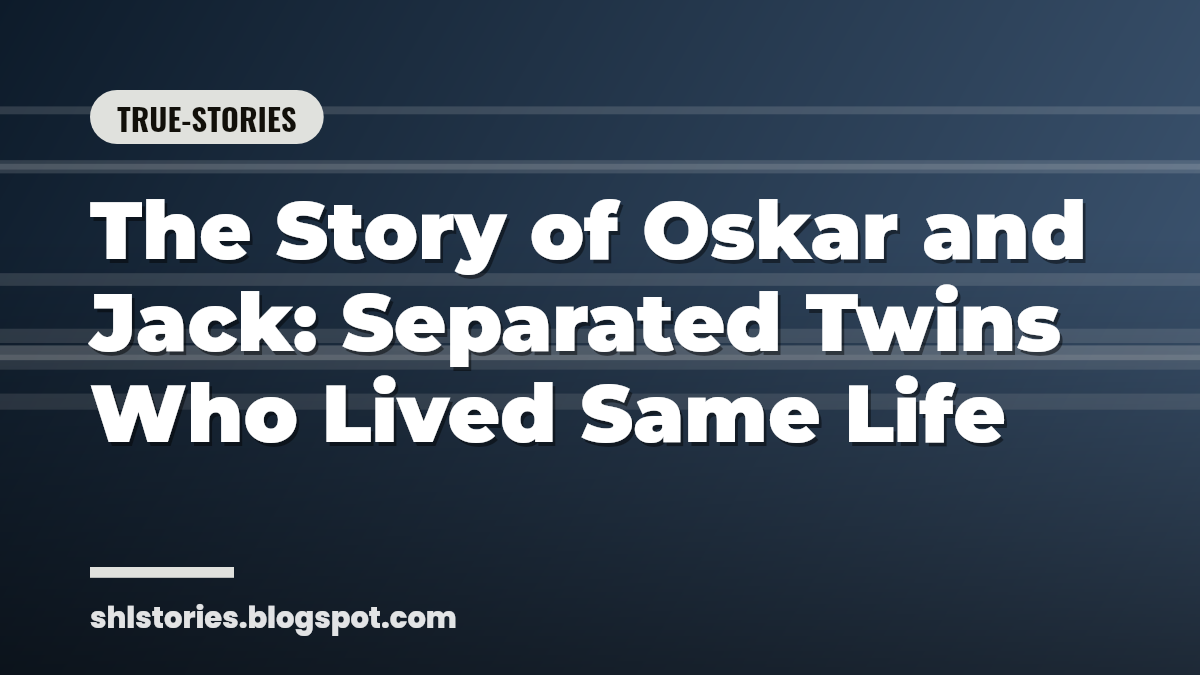 TRUE-STORIES
The Story of Oskar and
Jack: Separated Twins
Who Lived Same Life
shlstories.blogspot.com